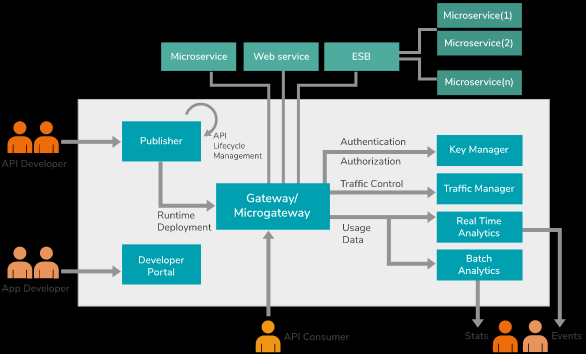 Microservice(1)
Microservice(2)
Microservice(n)
Microservice
Web service
ESB
API Developer
Publisher
API
Lifecycle
Management
Authentication
Authorization
Key Manager
Traffic Control
Traffic Manager
Gateway/
Microgateway
Runtime
Deployment
Usage
Data
Real Time
Analytics
Developer
Portal
Batch
Analytics
App Developer
API Consumer
Stats
Events